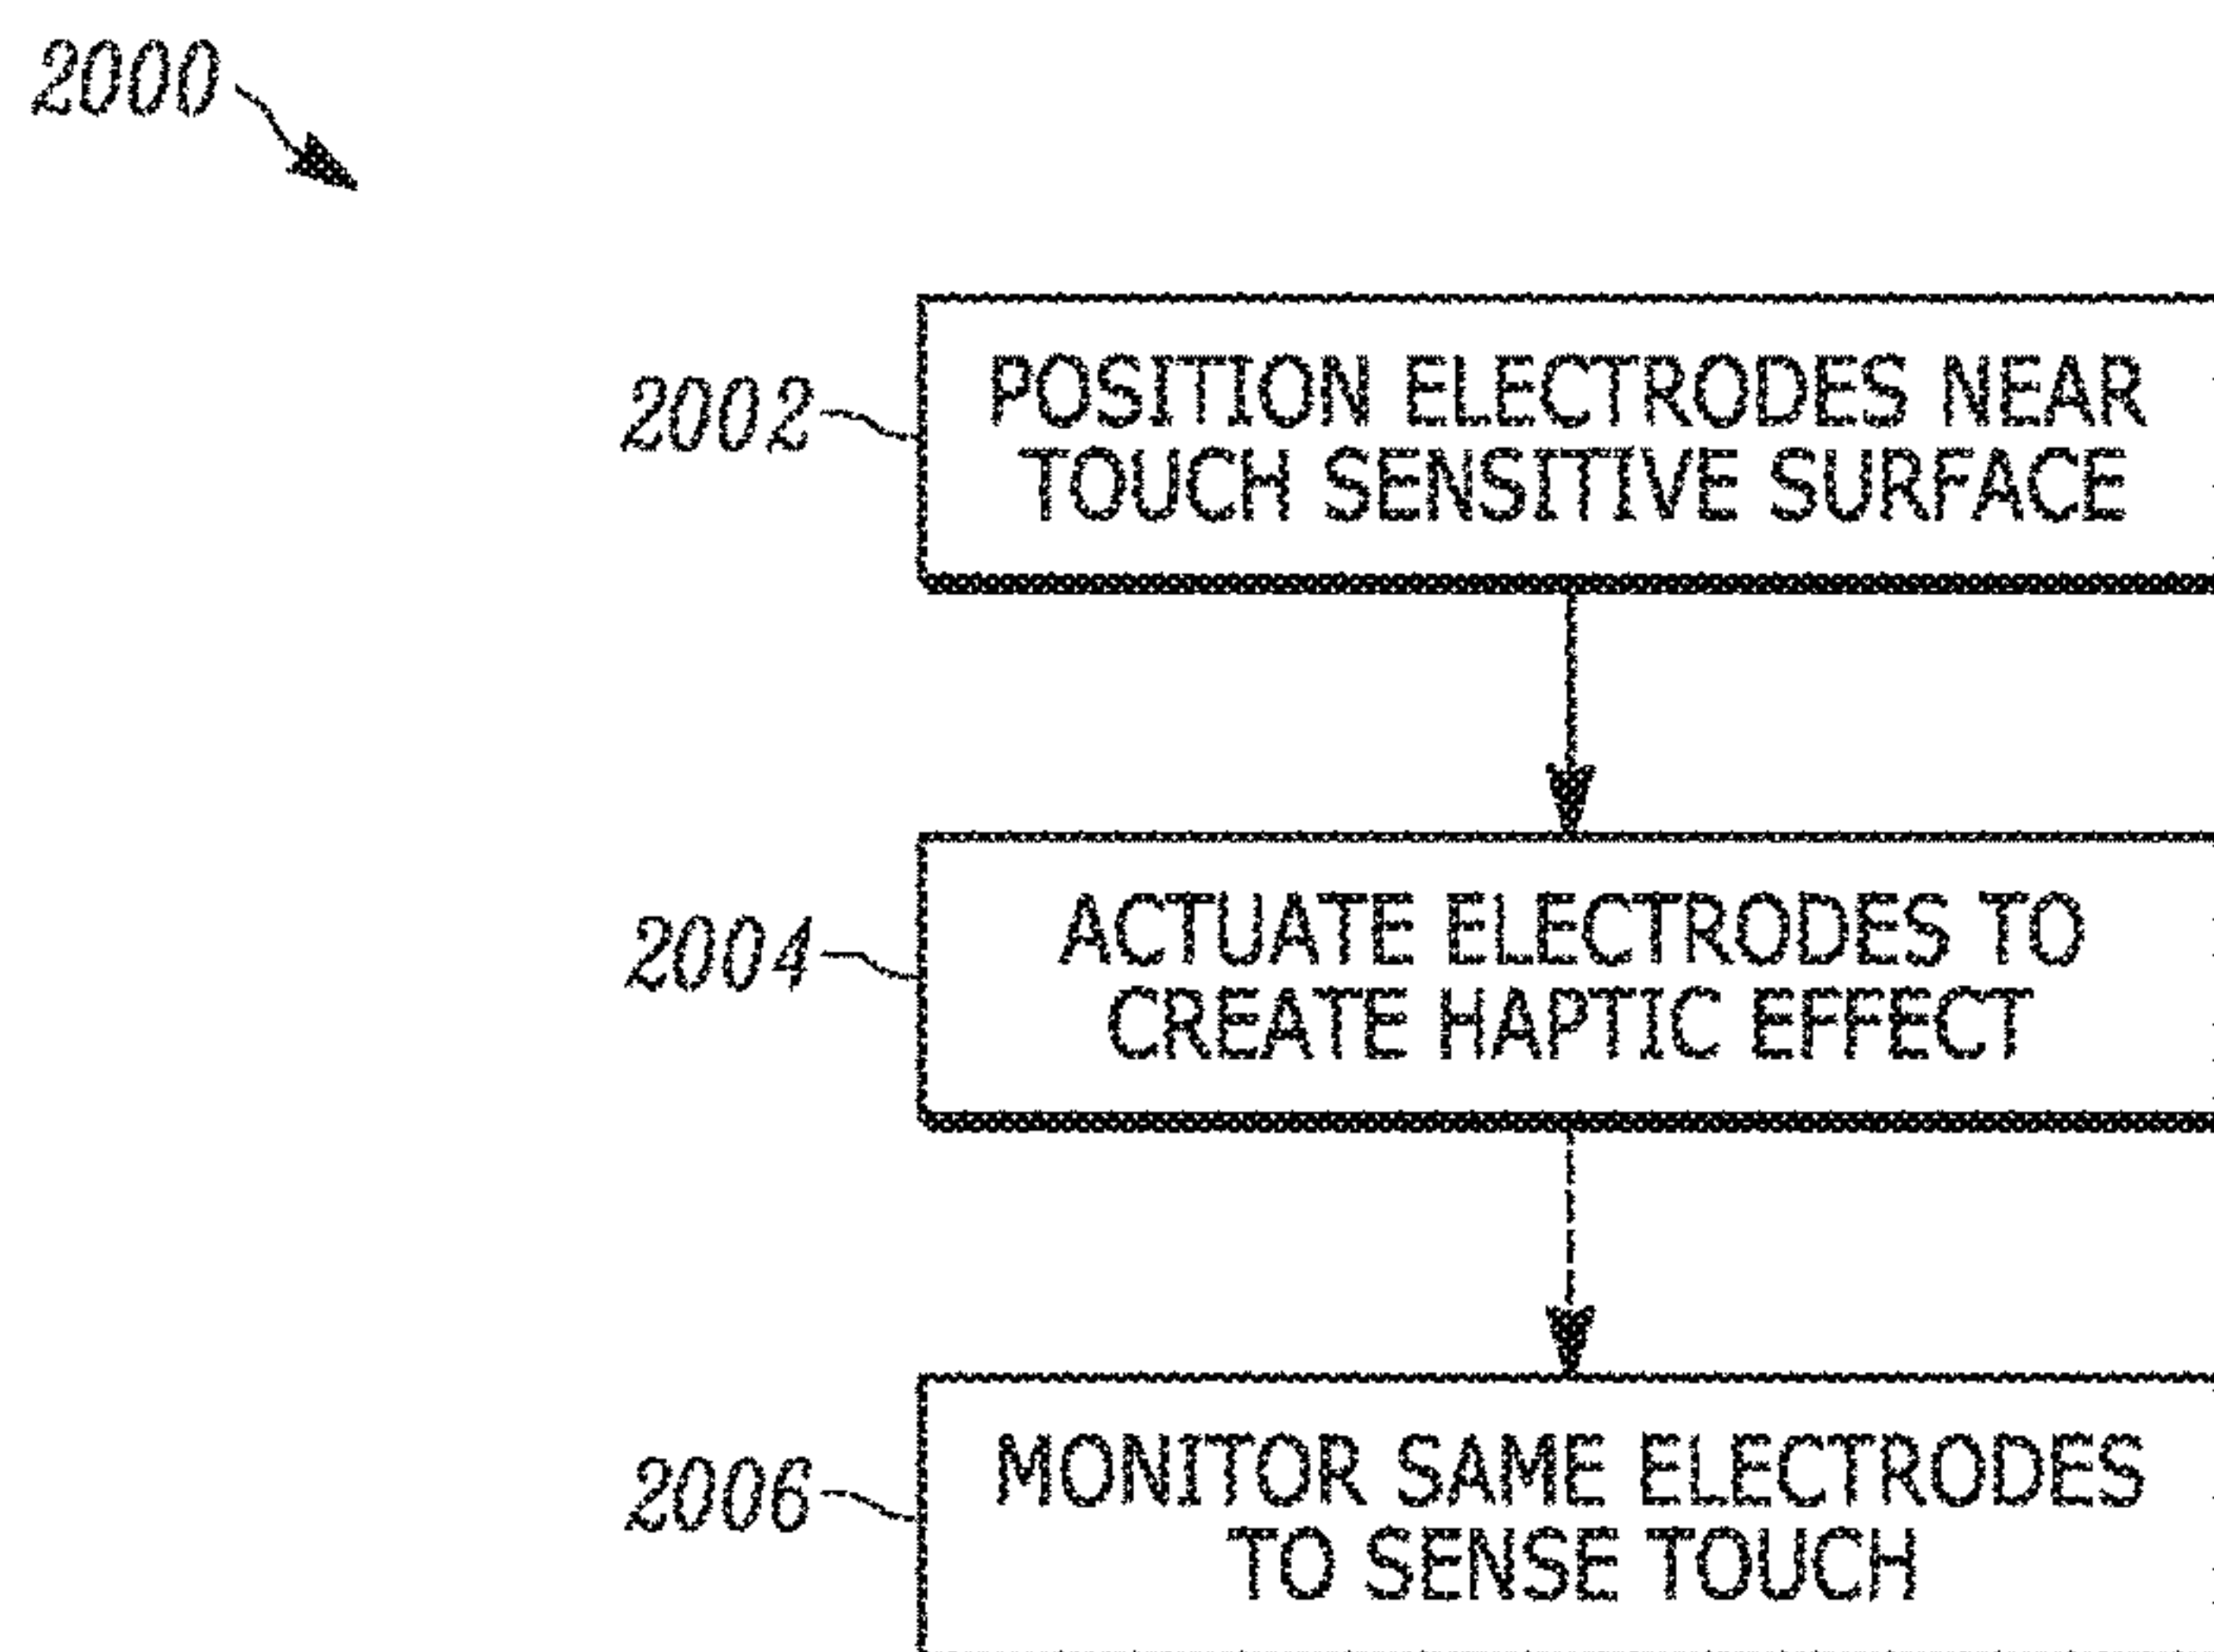 2000
2002
POSITION ELECTRODES NEAR
TOUCH SENSITIVE SURFACE
2004
ACTUATE ELECTRODES TO
CREATE HAPTIC EFFECT
2006
MONITOR SAME ELECTRODES
TO SENSE TOUCH